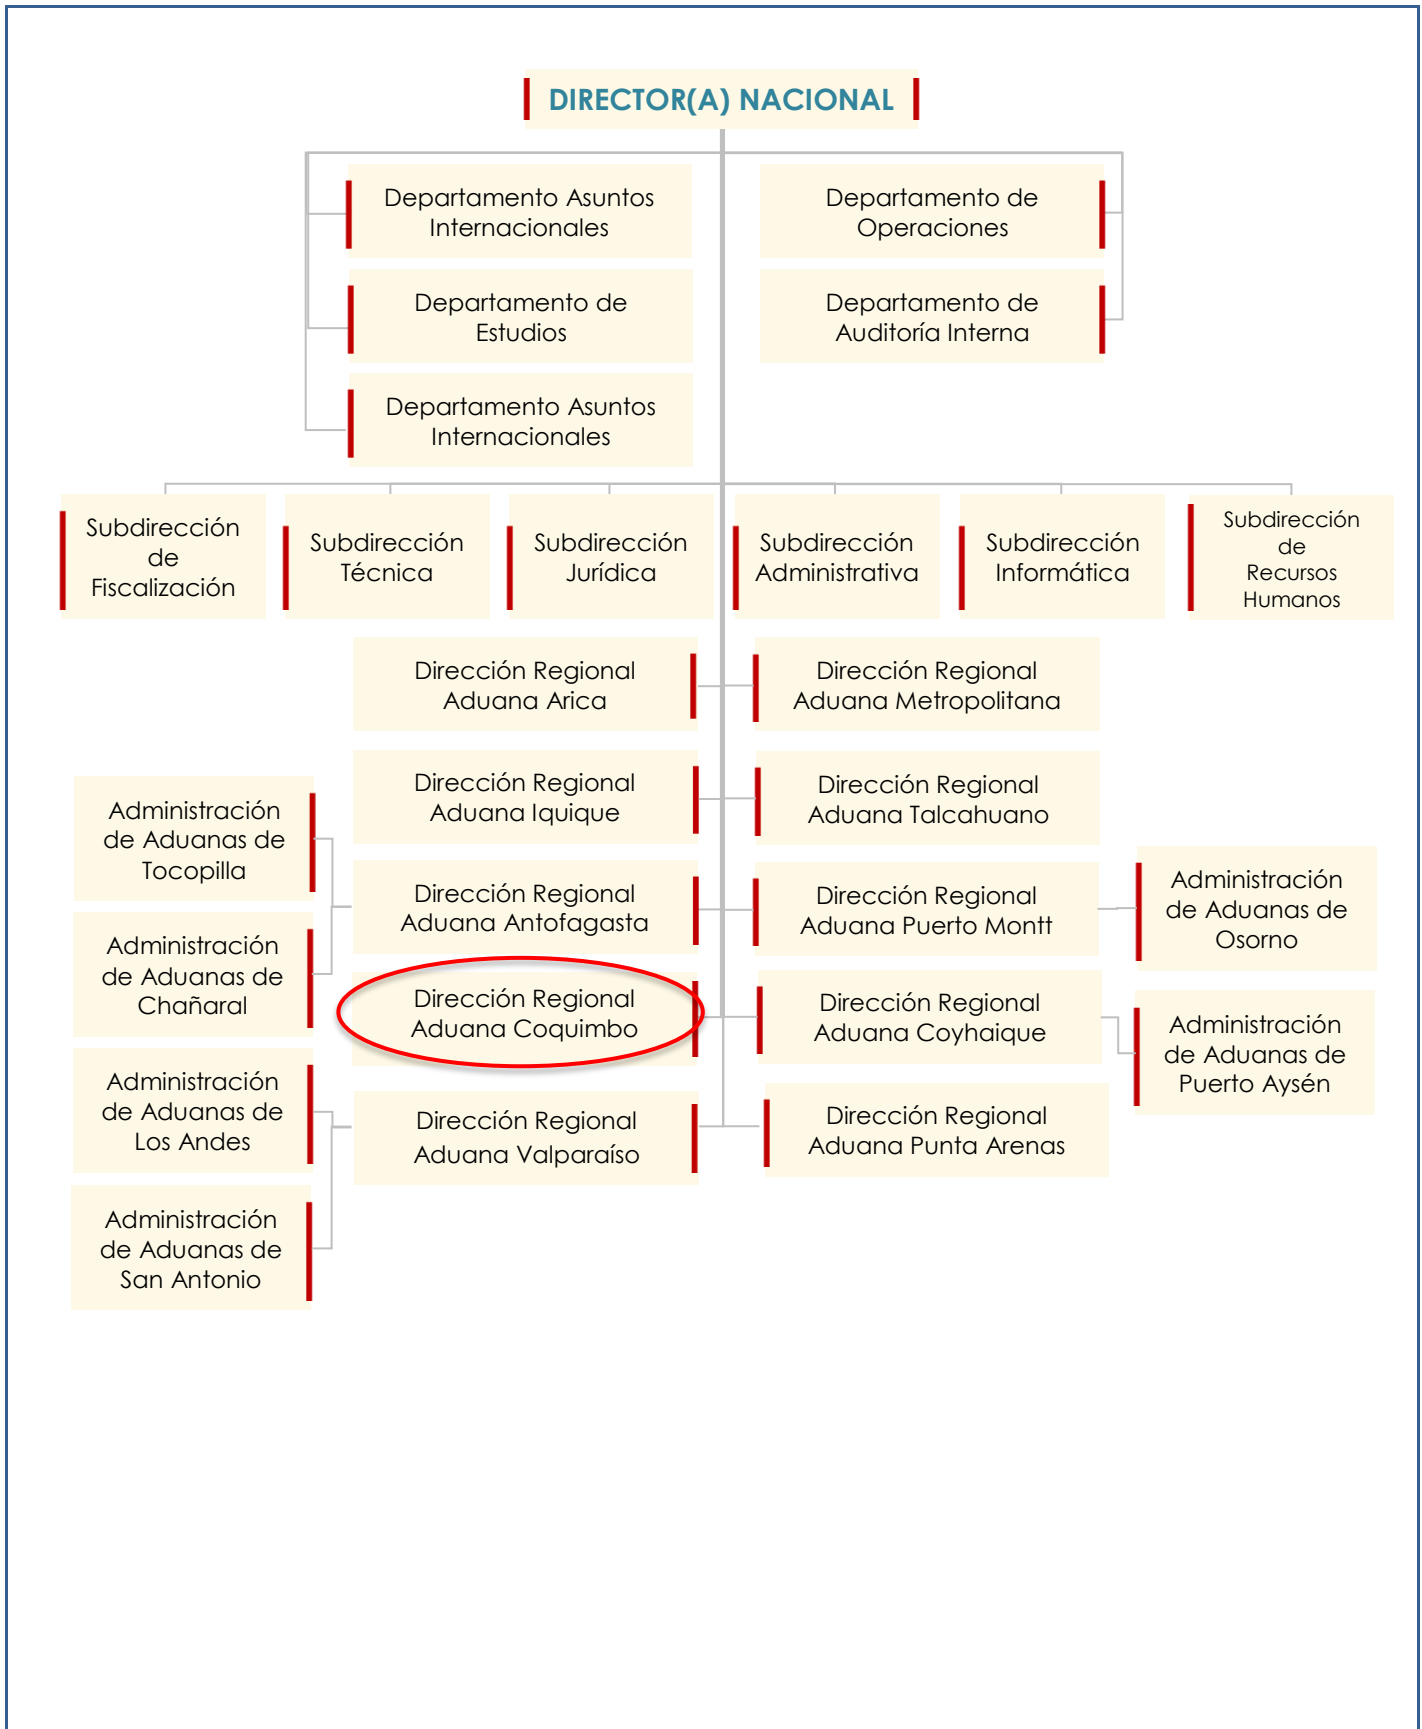 DIRECTOR(A) NACIONAL
Departamento Asuntos
Internacionales
Departamento de
Operaciones
Departamento de
Estudios
Departamento de
Auditoría Interna
Departamento Asuntos
Internacionales
Subdirección
de
Fiscalización
Subdirección
Técnica
Subdirección
Jurídica
Subdirección
Administrativa
Subdirección
Informática
Subdirección
de
Recursos
Humanos
Dirección Regional
Aduana Arica
Dirección Regional
Aduana Metropolitana
Dirección Regional
Aduana Iquique
Dirección Regional
Aduana Talcahuano
Administración
de Aduanas de
Tocopilla
Dirección Regional
Aduana Antofagasta
Dirección Regional
Aduana Puerto Montt
Administración
de Aduanas de
Osorno
Administración
de Aduanas de
Chañaral
Dirección Regional
Aduana Coquimbo
Dirección Regional
Aduana Coyhaique
Administración
de Aduanas de
Puerto Aysén
Administración
de Aduanas de
Los Andes
Dirección Regional
Aduana Valparaíso
Dirección Regional
Aduana Punta Arenas
Administración
de Aduanas de
San Antonio